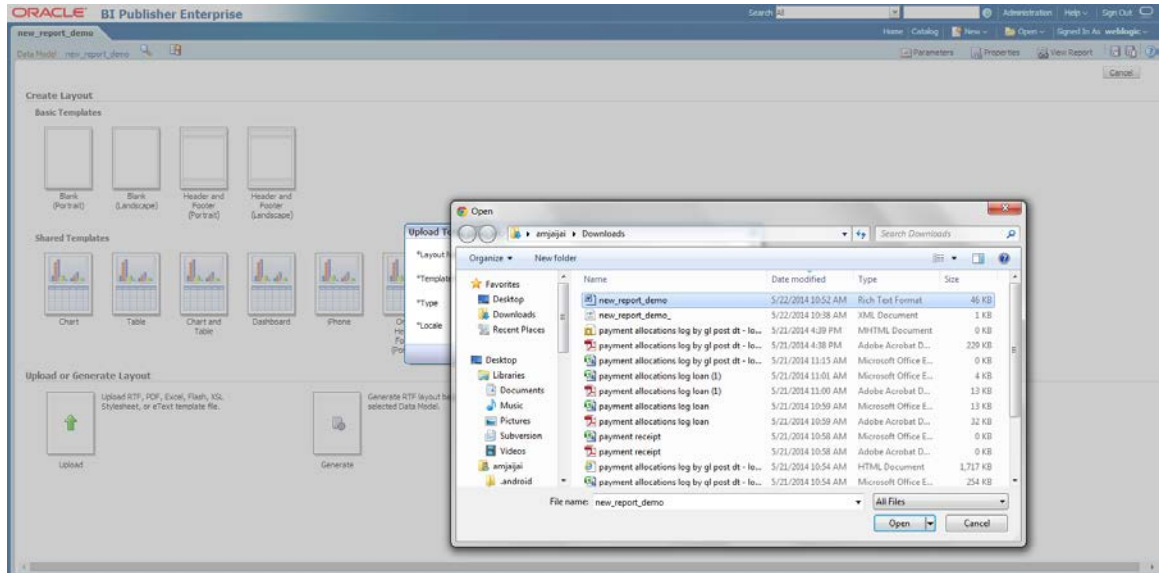 ORACLE BI Publisher Enterprise
Search All
Administration Help Sign Out
new_report_demo
Home Catalog New Open Signed In As weblogic
Data Model new_report_demo
Parameters Properties View Report
Cancel
Create Layout
Basic Templates
Blank (Portrait)
Blank (Landscape)
Header and Footer (Portrait)
Header and Footer (Landscape)
Shared Templates
Chart
Table
Chart and Table
Dashboard
iPhone
Upload or Generate Layout
Upload RTF, PDF, Excel, Flash, XSL
Stylesheet, or eText template file.
Upload
Generate RTF layout
selected Data Model.
Generate
Upload
*Layout
*Template
*Type
*Locale
Open
amjaijai Downloads
Search Downloads
Organize New folder
Favorites
Desktop
Downloads
Recent Places
Desktop
Libraries
Documents
Music
Pictures
Subversion
Videos
amjaijai
.android
Name Date modified Type Size
new_report_demo 5/22/2014 10:52 AM Rich Text Format 46 KB
new_report_demo_ 5/22/2014 10:38 AM XML Document 1 KB
payment allocations log by gl post dt - lo... 5/21/2014 4:39 PM MHTML Document 0 KB
payment allocations log by gl post dt - lo... 5/21/2014 4:38 PM Adobe Acrobat D... 229 KB
payment allocations log by gl post dt - lo... 5/21/2014 11:15 AM Microsoft Office E... 0 KB
payment allocations log loan (1) 5/21/2014 11:01 AM Microsoft Office E... 4 KB
payment allocations log loan (1) 5/21/2014 11:00 AM Adobe Acrobat D... 13 KB
payment allocations log loan 5/21/2014 10:59 AM Microsoft Office E... 13 KB
payment allocations log loan 5/21/2014 10:59 AM Adobe Acrobat D... 32 KB
payment receipt 5/21/2014 10:58 AM Microsoft Office E... 0 KB
payment receipt 5/21/2014 10:58 AM Adobe Acrobat D... 0 KB
payment allocations log by gl post dt - lo... 5/21/2014 10:54 AM HTML Document 1,717 KB
payment allocations log by gl post dt - lo... 5/21/2014 10:54 AM Microsoft Office E... 254 KB
File name: new_report_demo
All Files
Open Cancel